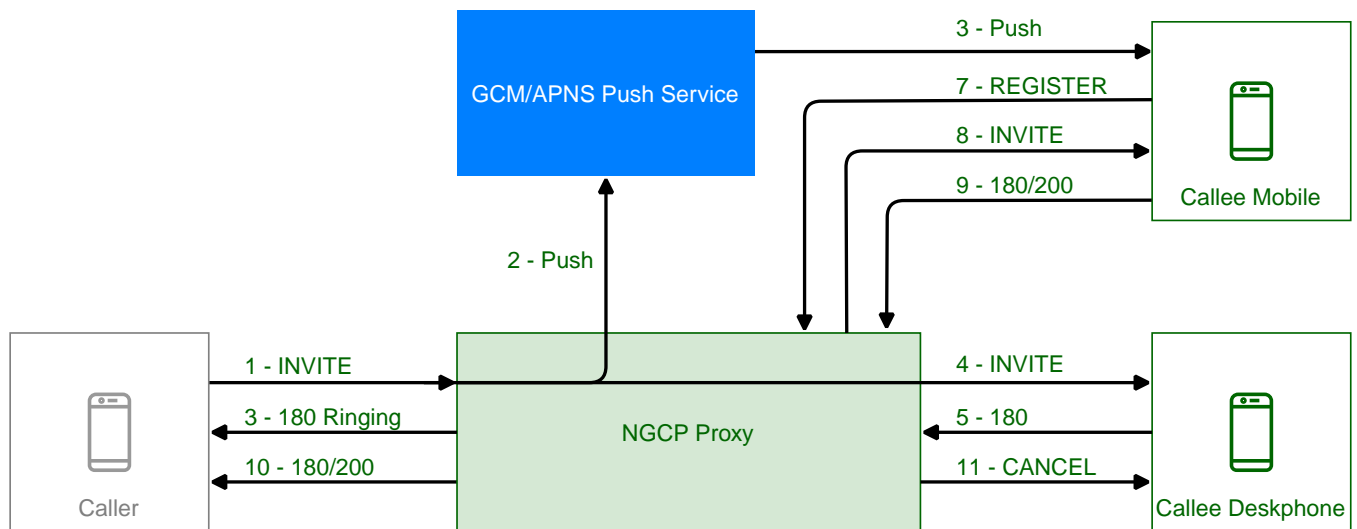 3 - Push
GCM/APNS Push Service
7 - REGISTER
8 - INVITE
9 - 180/200
Callee Mobile
2 - Push
1 - INVITE
4 - INVITE
3 - 180 Ringing
NGCP Proxy
5 - 180
10 - 180/200
11 - CANCEL
Caller
Callee Deskphone